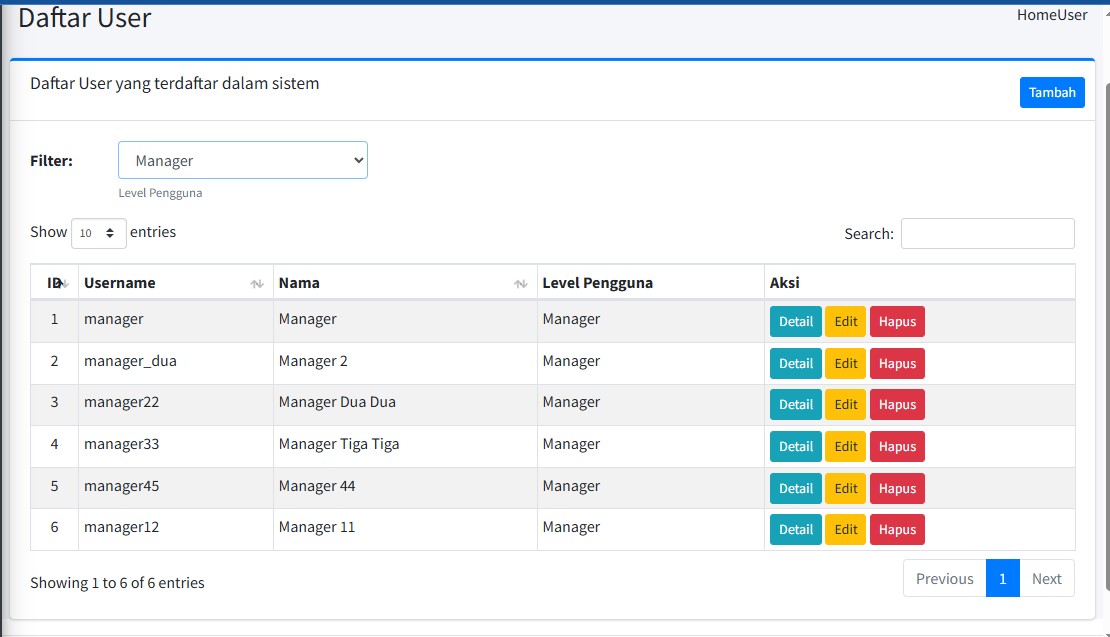 Daftar User
HomeUser
Daftar User yang terdaftar dalam sistem
Tambah
Filter:
Manager
Level Pengguna
Show 10 entries
Search:
ID Username Nama Level Pengguna Aksi
1 manager Manager Manager Detail Edit Hapus
2 manager_dua Manager 2 Manager Detail Edit Hapus
3 manager22 Manager Dua Dua Manager Detail Edit Hapus
4 manager33 Manager Tiga Tiga Manager Detail Edit Hapus
5 manager45 Manager 44 Manager Detail Edit Hapus
6 manager12 Manager 11 Manager Detail Edit Hapus
Showing 1 to 6 of 6 entries
Previous 1 Next